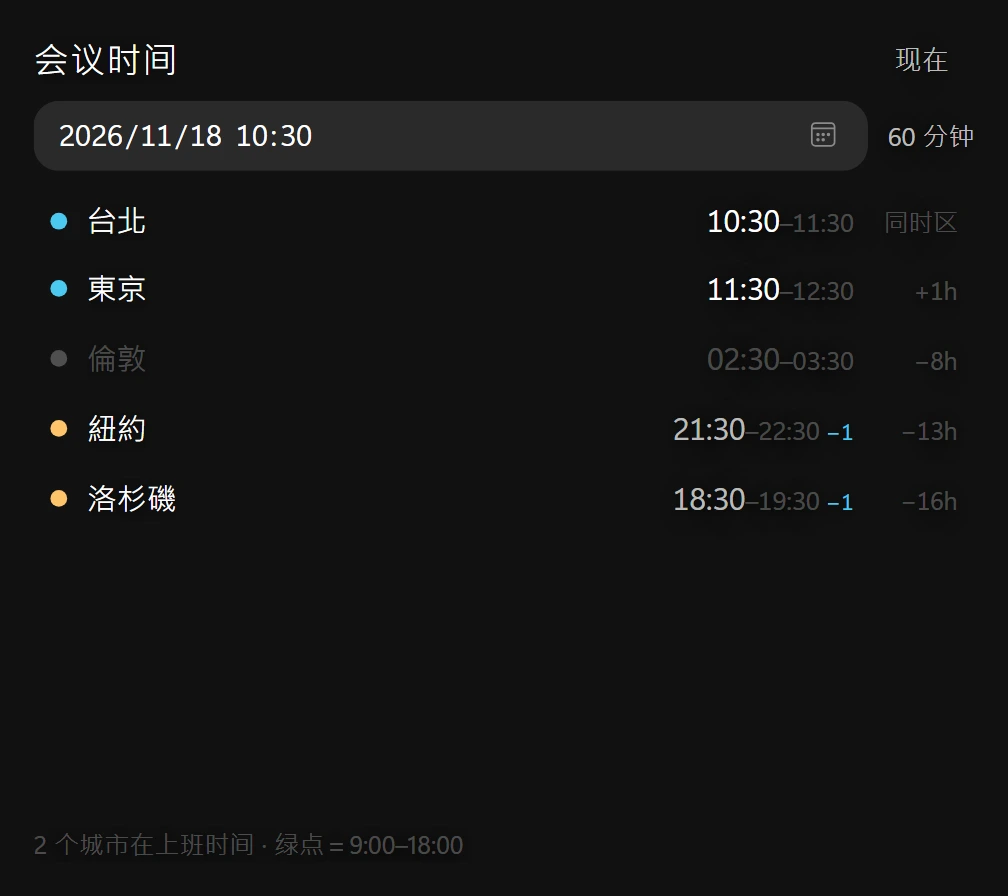 会议时间 现在
2026/11/18 10:30 60 分钟
台北 10:30–11:30 同时区
東京 11:30–12:30 +1h
倫敦 02:30–03:30 −8h
紐約 21:30–22:30 −1 −13h
洛杉磯 18:30–19:30 −1 −16h
2 个城市在上班时间 · 绿点 = 9:00–18:00